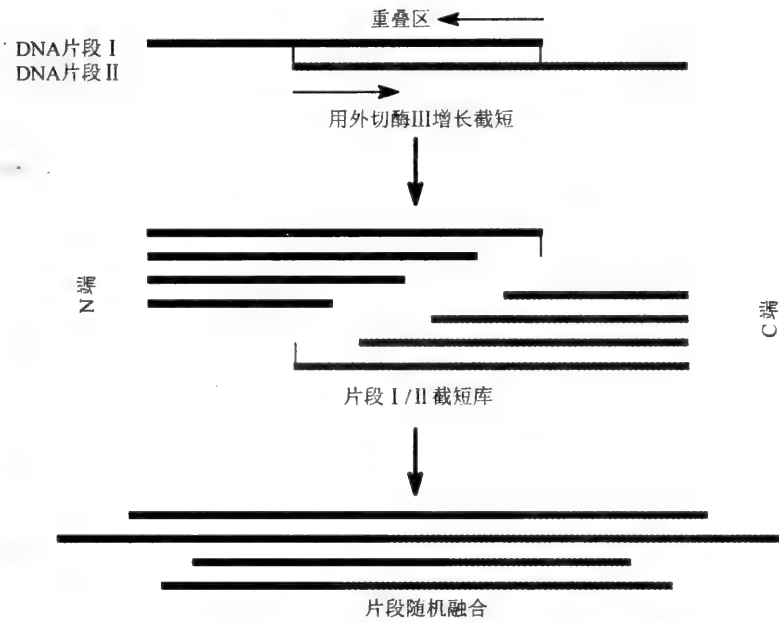 重叠区
DNA片段 I
DNA片段 II
用外切酶III增长截短
N端
C端
片段 I/II 截短库
片段随机融合